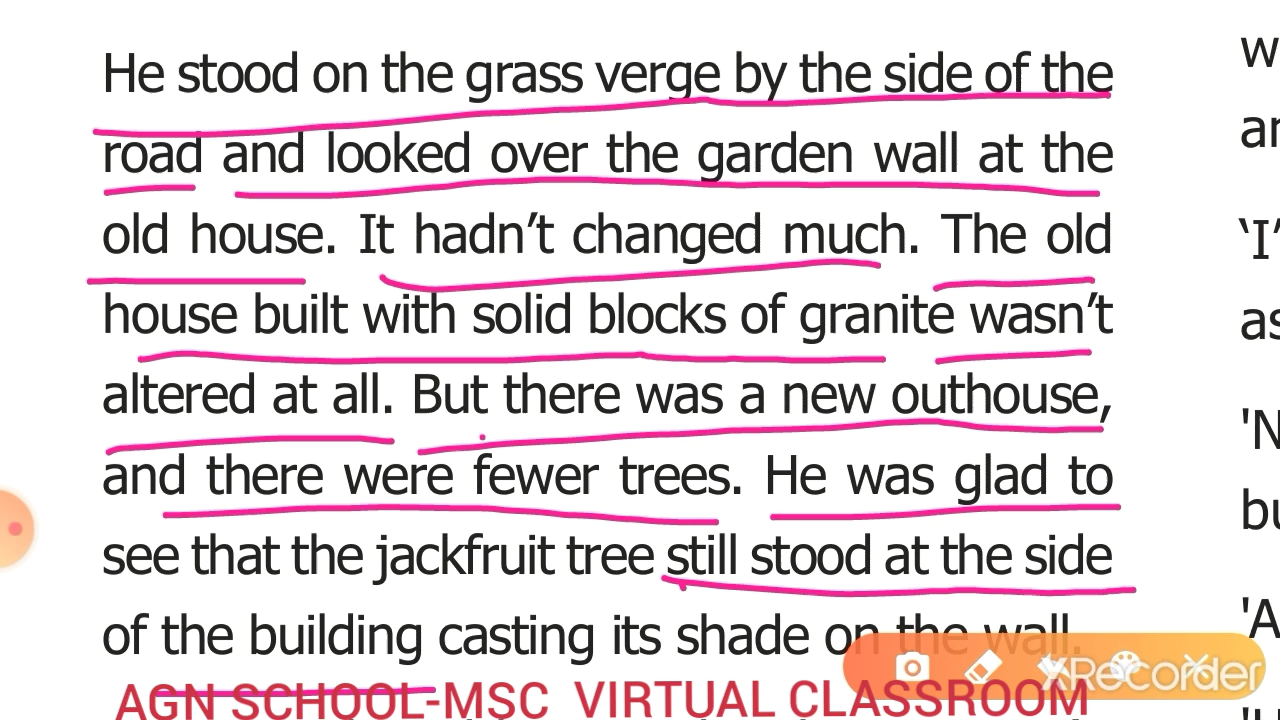 He stood on the grass verge by the side of the
road and looked over the garden wall at the
old house. It hadn't changed much. The old
house built with solid blocks of granite wasn't
altered at all. But there was a new outhouse,
and there were fewer trees. He was glad to
see that the jackfruit tree still stood at the side
of the building casting its shade on the wall.
XRecorder
AGN SCHOOL-MSC VIRTUAL CLASSROOM